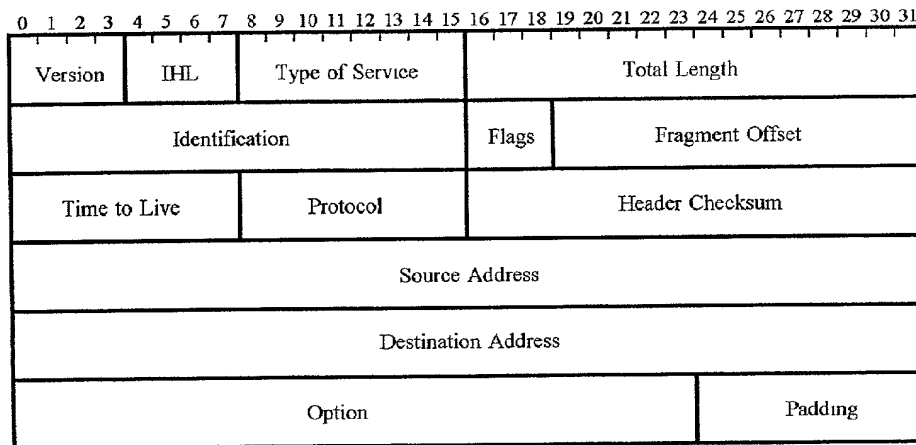 0 1 2 3 4 5 6 7 8 9 10 11 12 13 14 15 16 17 18 19 20 21 22 23 24 25 26 27 28 29 30 31
Version IHL Type of Service Total Length
Identification Flags Fragment Offset
Time to Live Protocol Header Checksum
Source Address
Destination Address
Option Padding